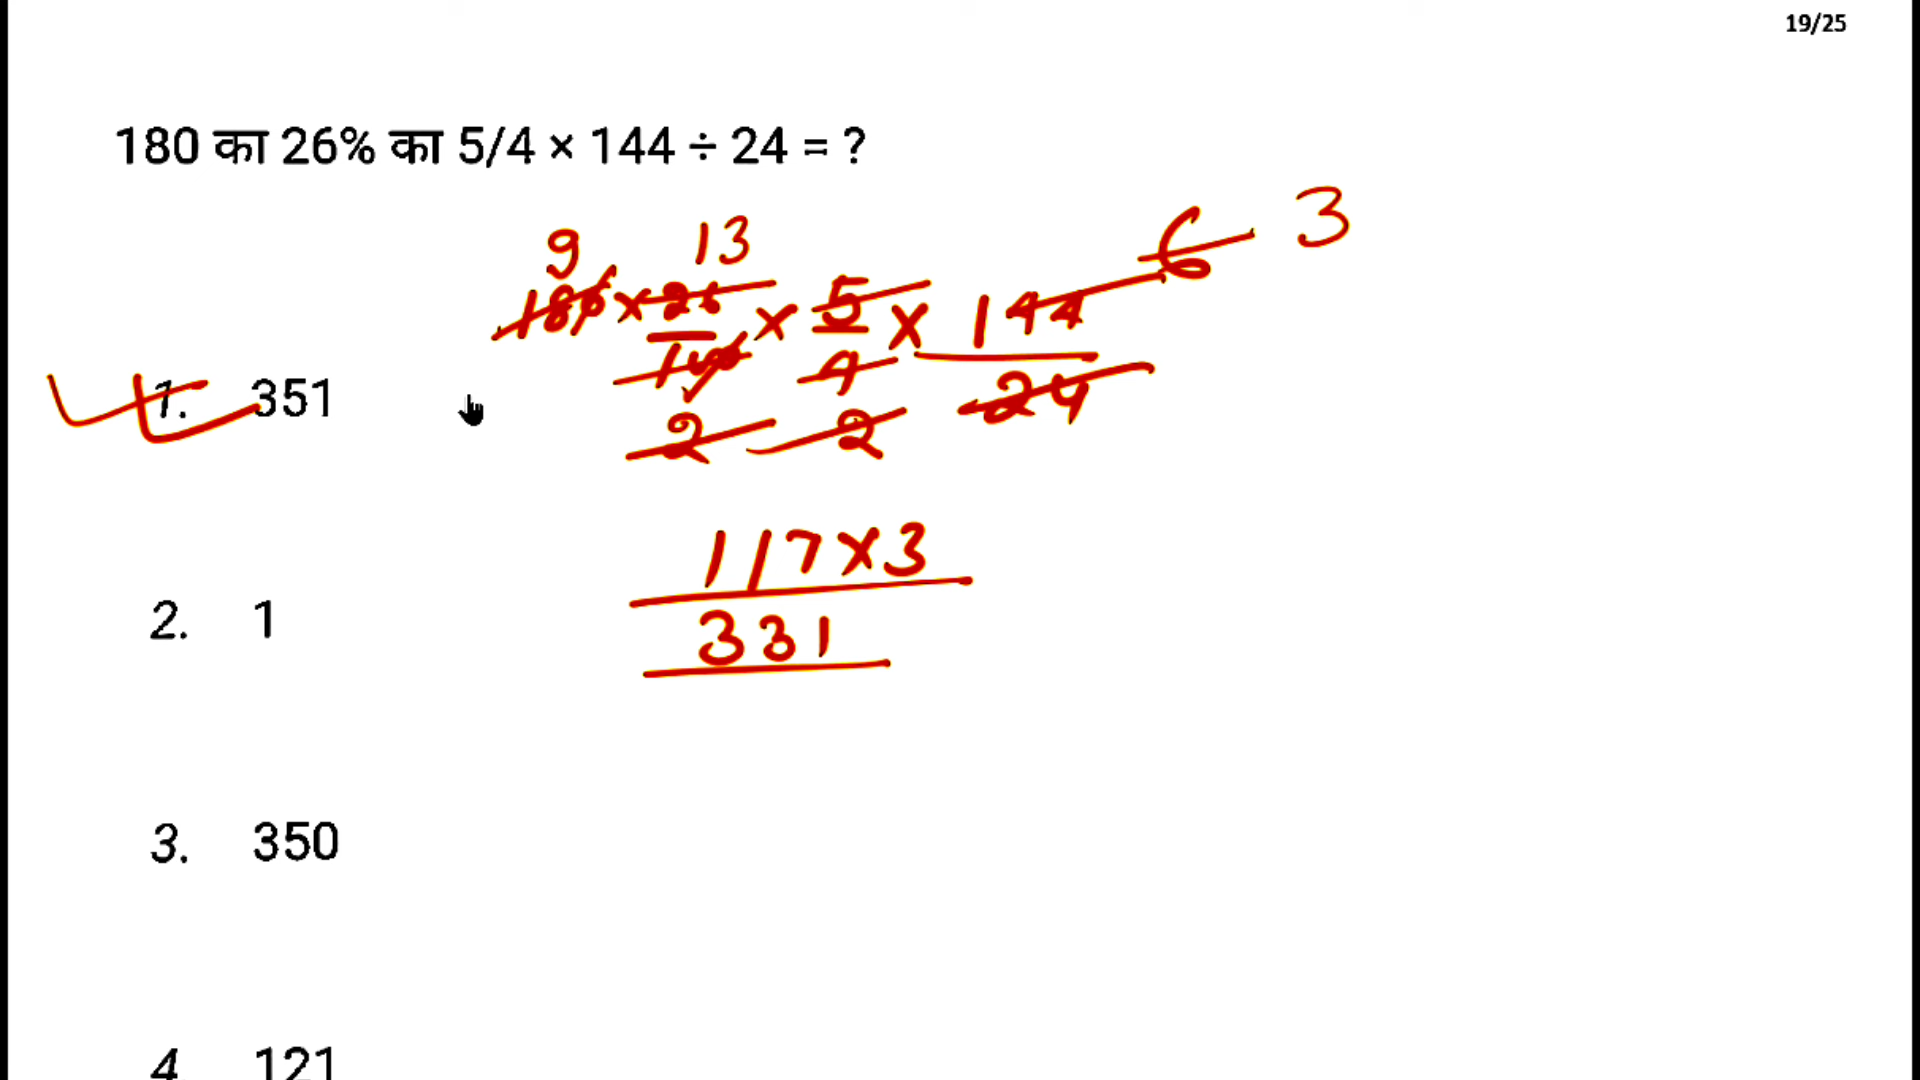 19/25
180 का 26% का 5/4 × 144 ÷ 24 = ?
9 13 6 3
180 × 26 × 5 × 144
100 4 24
2 2
1. 351
117×3
331
2. 1
3. 350
4. 121